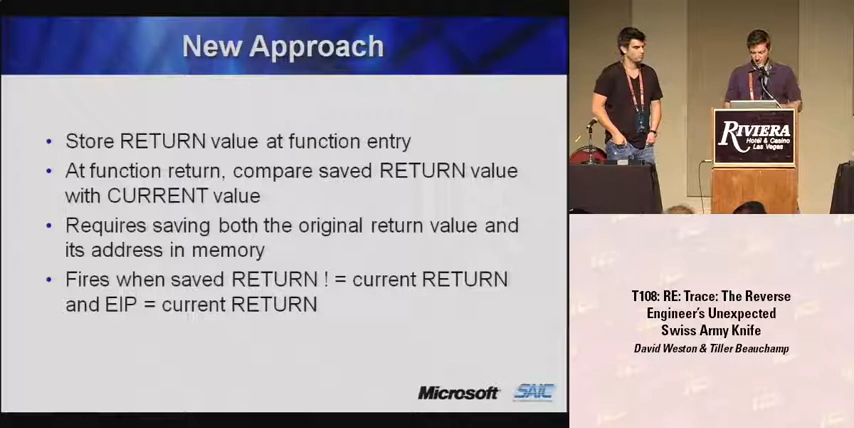 New Approach
• Store RETURN value at function entry
• At function return, compare saved RETURN value
with CURRENT value
• Requires saving both the original return value and
its address in memory
• Fires when saved RETURN ! = current RETURN
and EIP = current RETURN
Microsoft
SAIC
RIVIERA
Hotel & Casino
Las Vegas
T108: RE: Trace: The Reverse
Engineer's Unexpected
Swiss Army Knife
David Weston & Tiller Beauchamp